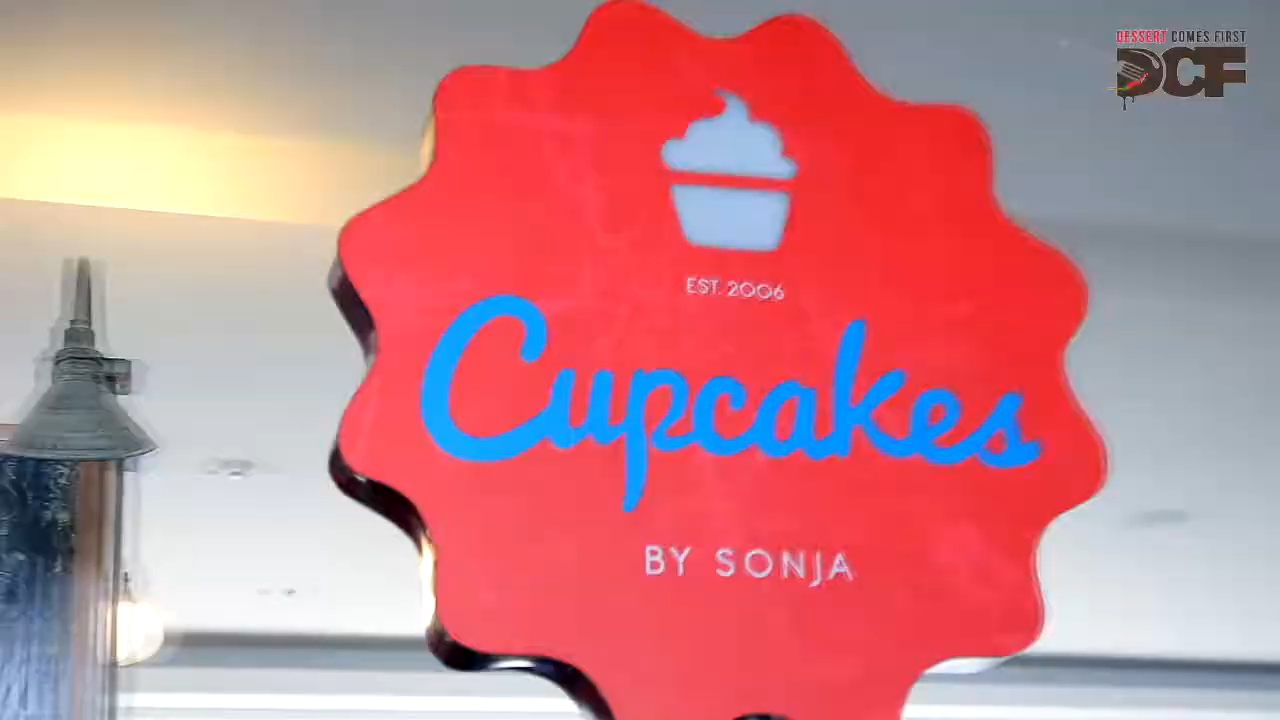 DESSERT COMES FIRST
DCF
EST. 2006
Cupcakes
BY SONJA